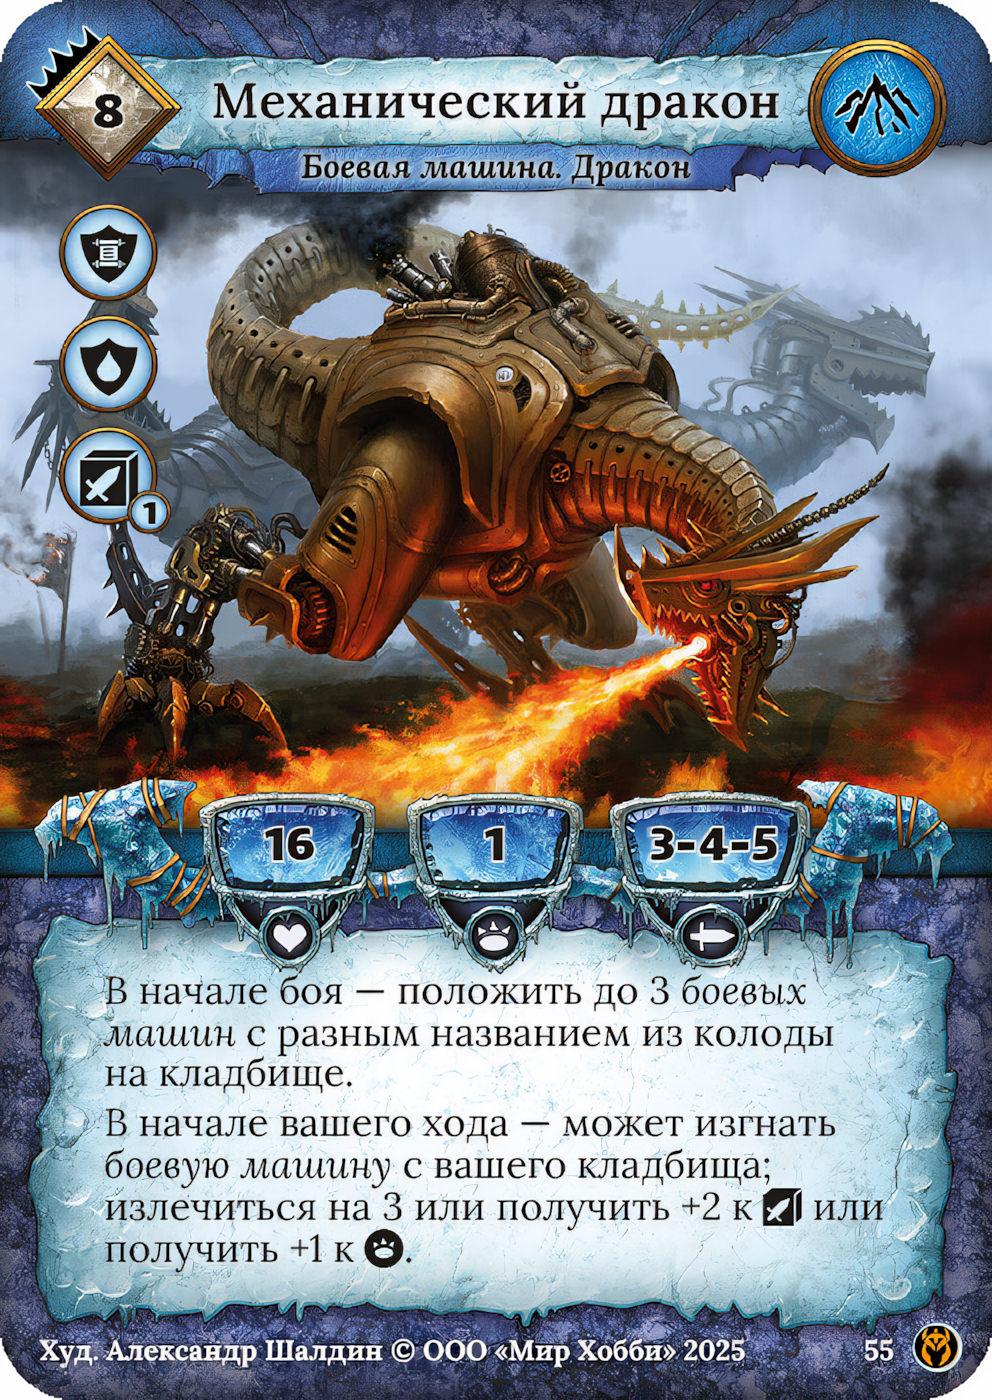 8
Механический дракон
Боевая машина. Дракон
1
16
1
3-4-5
В начале боя — положить до 3 боевых
машин с разным названием из колоды
на кладбище.
В начале вашего хода — может изгнать
боевую машину с вашего кладбища;
излечиться на 3 или получить +2 к или
получить +1 к .
Худ. Александр Шалдин © ООО «Мир Хобби» 2025
55